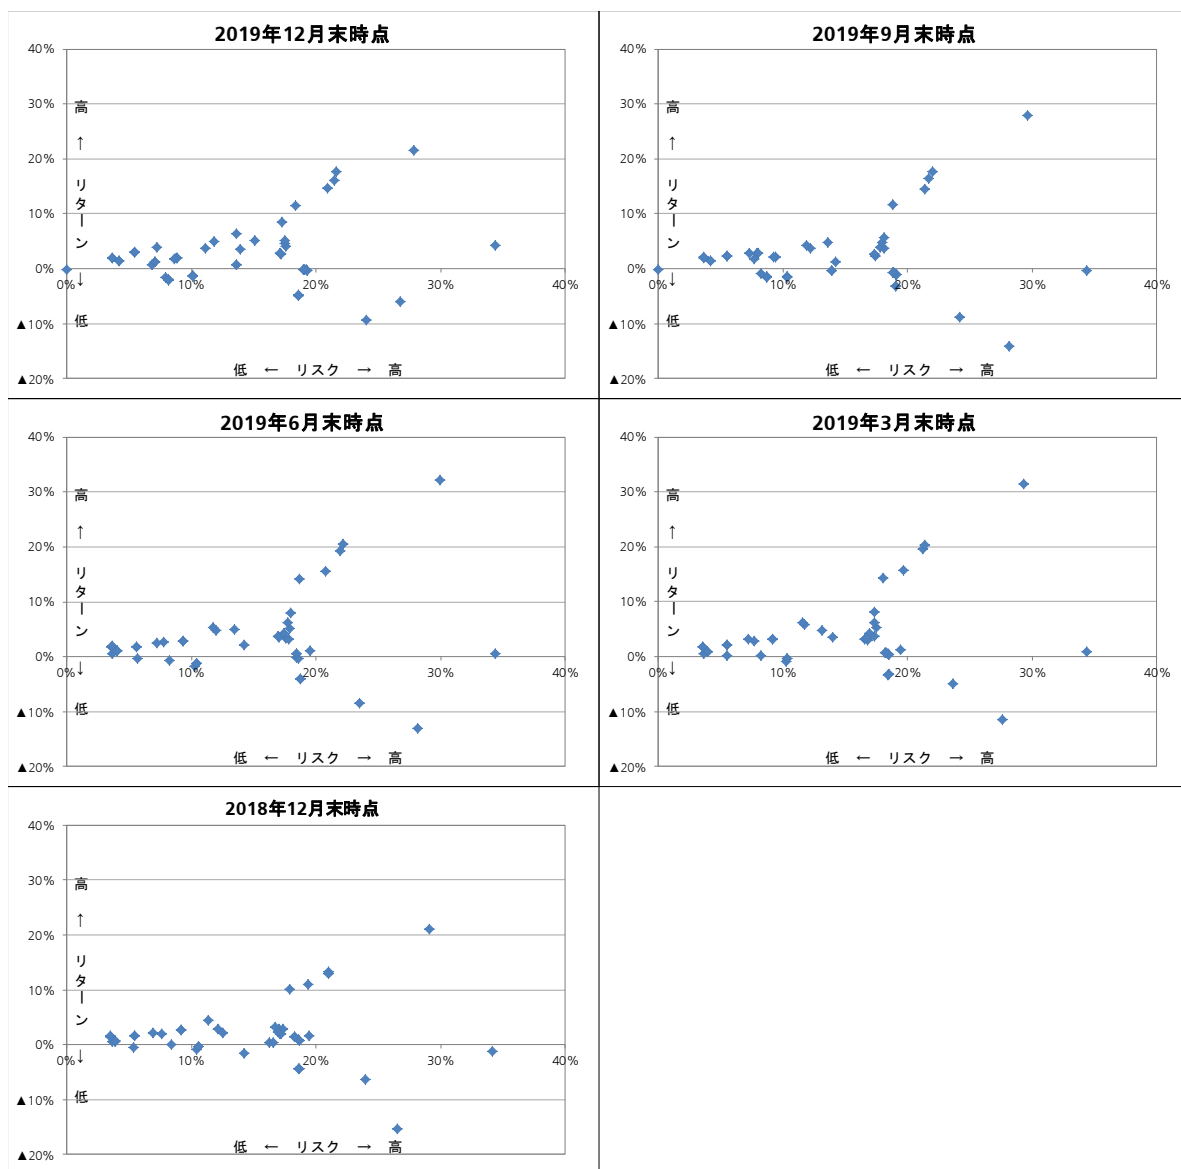 2019年12月末時点
40%
30%
20%
10%
0%
▲10%
▲20%
高
↑
リターン
↓
低
0% 10% 20% 30% 40%
低 ← リスク → 高
2019年9月末時点
40%
30%
20%
10%
0%
▲10%
▲20%
高
↑
リターン
↓
低
0% 10% 20% 30% 40%
低 ← リスク → 高
2019年6月末時点
40%
30%
20%
10%
0%
▲10%
▲20%
高
↑
リターン
↓
低
0% 10% 20% 30% 40%
低 ← リスク → 高
2019年3月末時点
40%
30%
20%
10%
0%
▲10%
▲20%
高
↑
リターン
↓
低
0% 10% 20% 30% 40%
低 ← リスク → 高
2018年12月末時点
40%
30%
20%
10%
0%
▲10%
▲20%
高
↑
リターン
↓
低
0% 10% 20% 30% 40%
低 ← リスク → 高